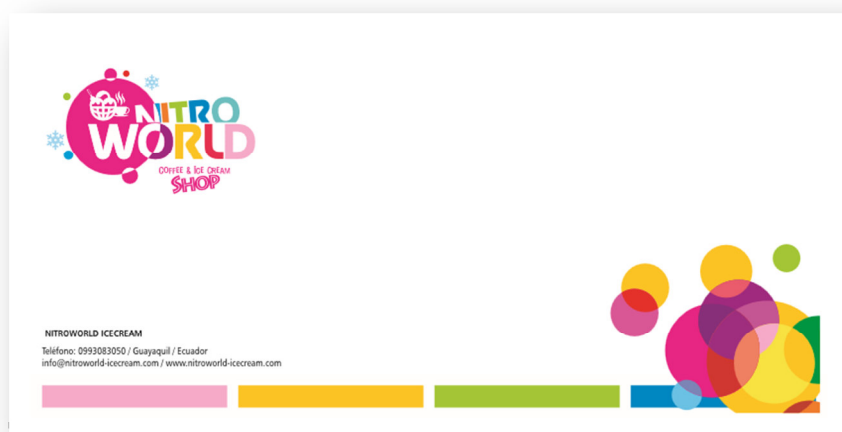 NITRO
WORLD
COFFEE & ICE CREAM
SHOP
NITROWORLD ICECREAM
Teléfono: 0993083050 / Guayaquil / Ecuador
info@nitroworld-icecream.com / www.nitroworld-icecream.com